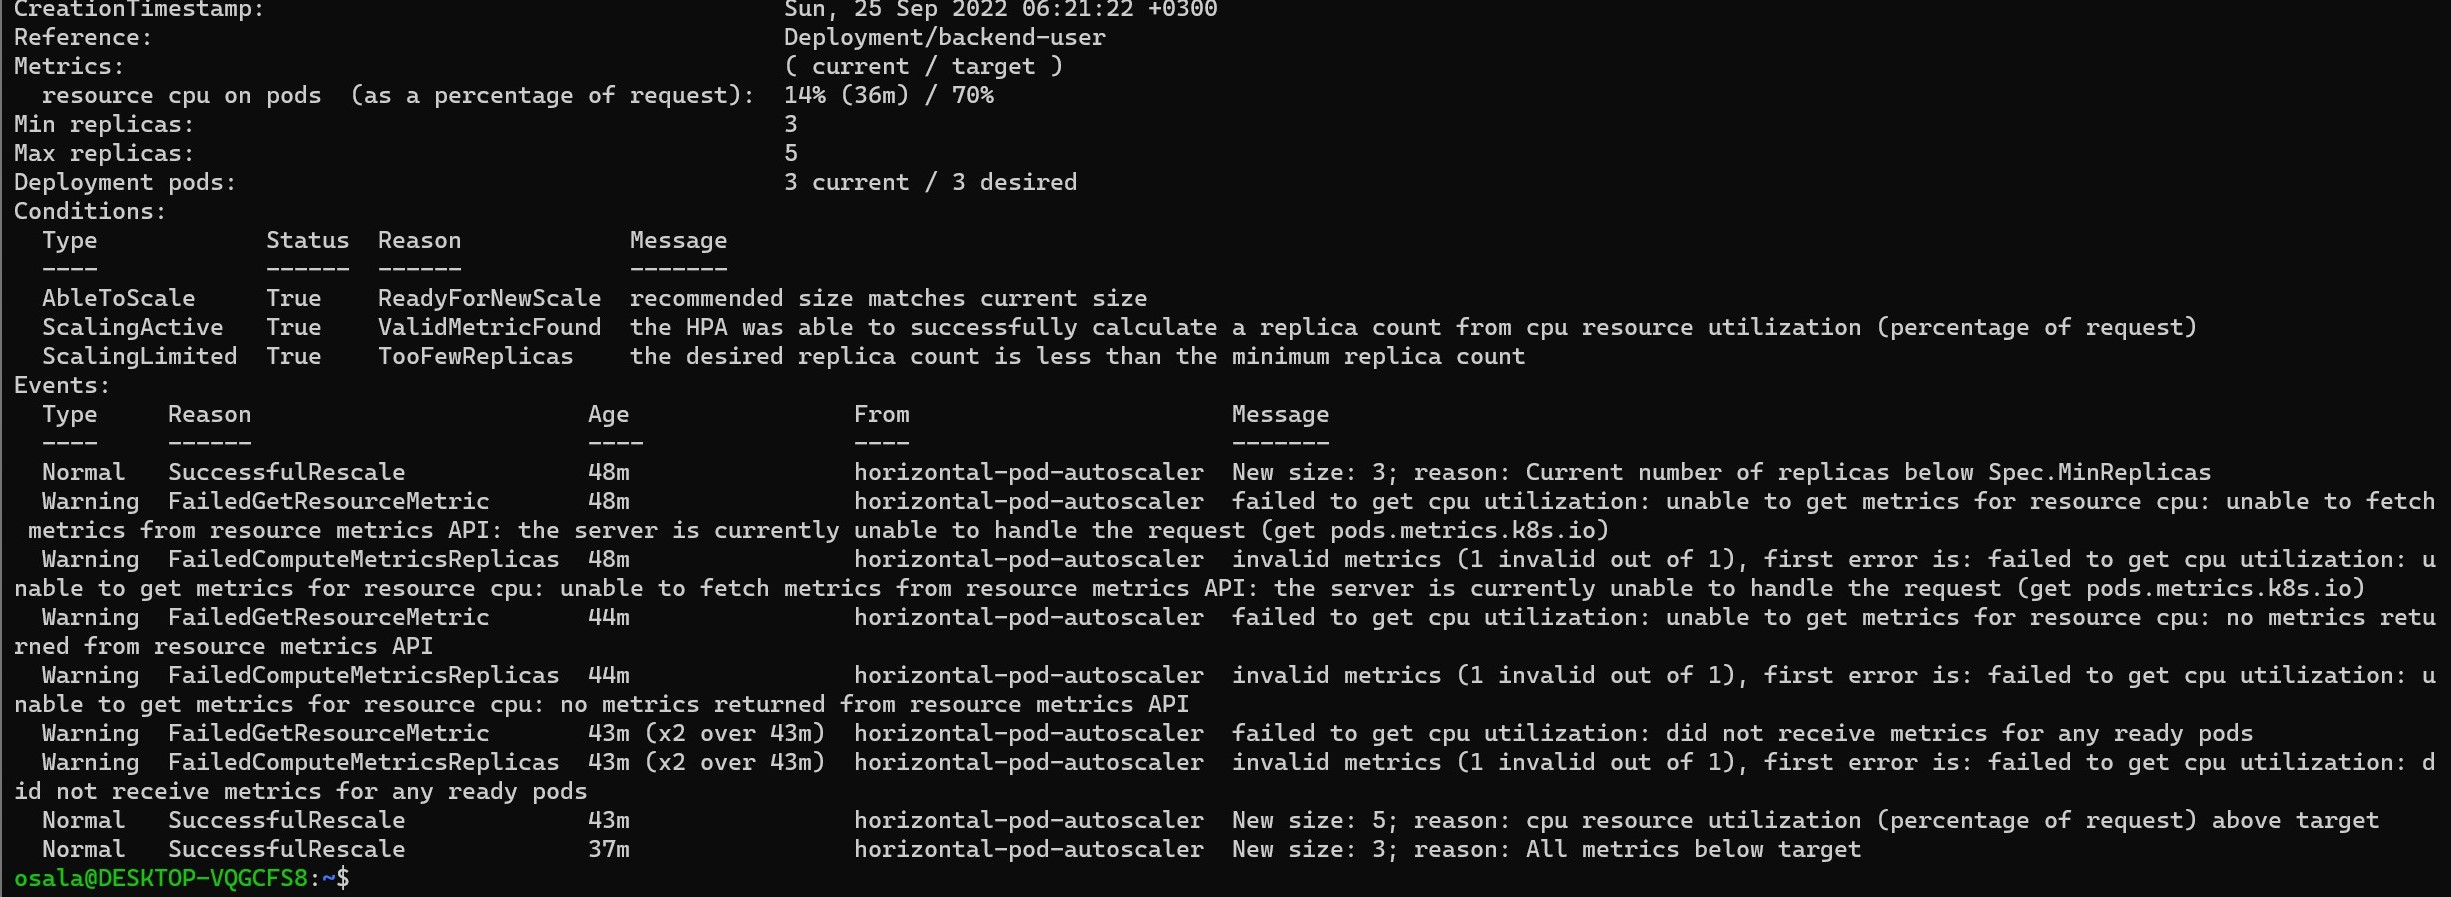 CreationTimestamp:                                     Sun, 25 Sep 2022 06:21:22 +0300
Reference:                                             Deployment/backend-user
Metrics:                                               ( current / target )
  resource cpu on pods  (as a percentage of request):  14% (36m) / 70%
Min replicas:                                          3
Max replicas:                                          5
Deployment pods:                                       3 current / 3 desired
Conditions:
  Type            Status  Reason            Message
  ----            ------  ------            -------
  AbleToScale     True    ReadyForNewScale  recommended size matches current size
  ScalingActive   True    ValidMetricFound  the HPA was able to successfully calculate a replica count from cpu resource utilization (percentage of request)
  ScalingLimited  True    TooFewReplicas    the desired replica count is less than the minimum replica count
Events:
  Type     Reason                        Age                From                       Message
  ----     ------                        ----               ----                       -------
  Normal   SuccessfulRescale             48m                horizontal-pod-autoscaler  New size: 3; reason: Current number of replicas below Spec.MinReplicas
  Warning  FailedGetResourceMetric       48m                horizontal-pod-autoscaler  failed to get cpu utilization: unable to get metrics for resource cpu: unable to fetch
 metrics from resource metrics API: the server is currently unable to handle the request (get pods.metrics.k8s.io)
  Warning  FailedComputeMetricsReplicas  48m                horizontal-pod-autoscaler  invalid metrics (1 invalid out of 1), first error is: failed to get cpu utilization: u
nable to get metrics for resource cpu: unable to fetch metrics from resource metrics API: the server is currently unable to handle the request (get pods.metrics.k8s.io)
  Warning  FailedGetResourceMetric       44m                horizontal-pod-autoscaler  failed to get cpu utilization: unable to get metrics for resource cpu: no metrics retu
rned from resource metrics API
  Warning  FailedComputeMetricsReplicas  44m                horizontal-pod-autoscaler  invalid metrics (1 invalid out of 1), first error is: failed to get cpu utilization: u
nable to get metrics for resource cpu: no metrics returned from resource metrics API
  Warning  FailedGetResourceMetric       43m (x2 over 43m)  horizontal-pod-autoscaler  failed to get cpu utilization: did not receive metrics for any ready pods
  Warning  FailedComputeMetricsReplicas  43m (x2 over 43m)  horizontal-pod-autoscaler  invalid metrics (1 invalid out of 1), first error is: failed to get cpu utilization: d
id not receive metrics for any ready pods
  Normal   SuccessfulRescale             43m                horizontal-pod-autoscaler  New size: 5; reason: cpu resource utilization (percentage of request) above target
  Normal   SuccessfulRescale             37m                horizontal-pod-autoscaler  New size: 3; reason: All metrics below target
osala@DESKTOP-VQGCFS8:~$